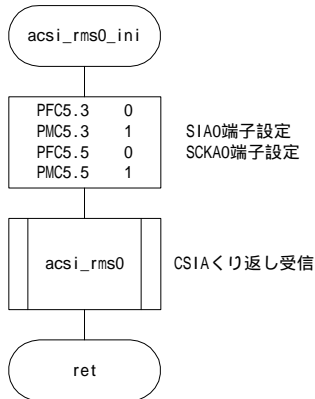 acsi_rms0_ini
PFC5.3 0
PMC5.3 1 SIA0端子設定
PFC5.5 0 SCKA0端子設定
PMC5.5 1
acsi_rms0 CSIAくり返し受信
ret